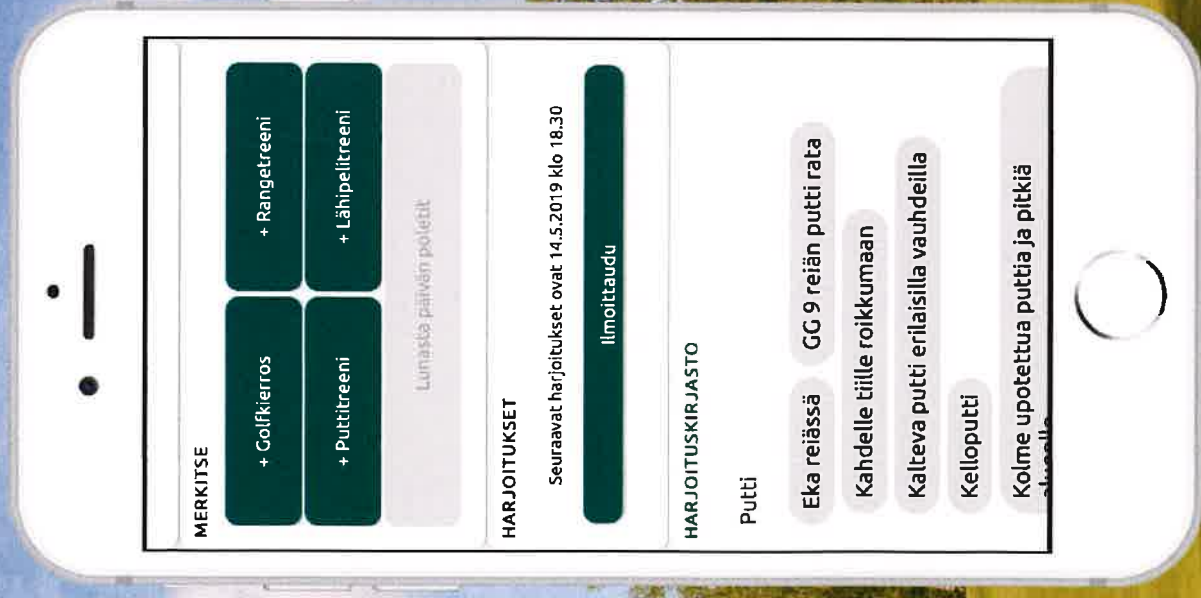 MERKITSE
+ Golfkierros
+ Rangetreeni
+ Puttitreeni
+ Lähipelitreeni
Lunasta päivän poletit
HARJOITUKSET
Seuraavat harjoitukset ovat 14.5.2019 klo 18.30
Ilmoittaudu
HARJOITUSKIRJASTO
Putti
Eka reiässä
GG 9 reiän putti rata
Kahdelle tiille roikkumaan
Kalteva putti erilaisilla vauhdeilla
Kelloputti
Kolme upotettua puttia ja pitkiä